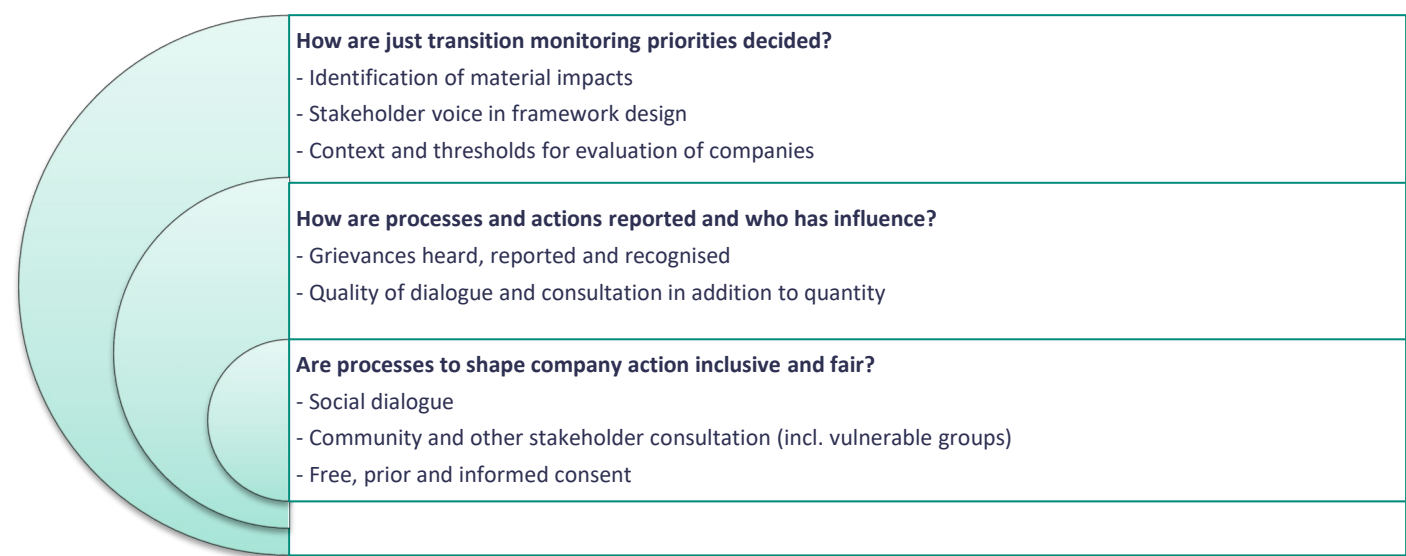 How are just transition monitoring priorities decided?
- Identification of material impacts
- Stakeholder voice in framework design
- Context and thresholds for evaluation of companies
How are processes and actions reported and who has influence?
- Grievances heard, reported and recognised
- Quality of dialogue and consultation in addition to quantity
Are processes to shape company action inclusive and fair?
- Social dialogue
- Community and other stakeholder consultation (incl. vulnerable groups)
- Free, prior and informed consent